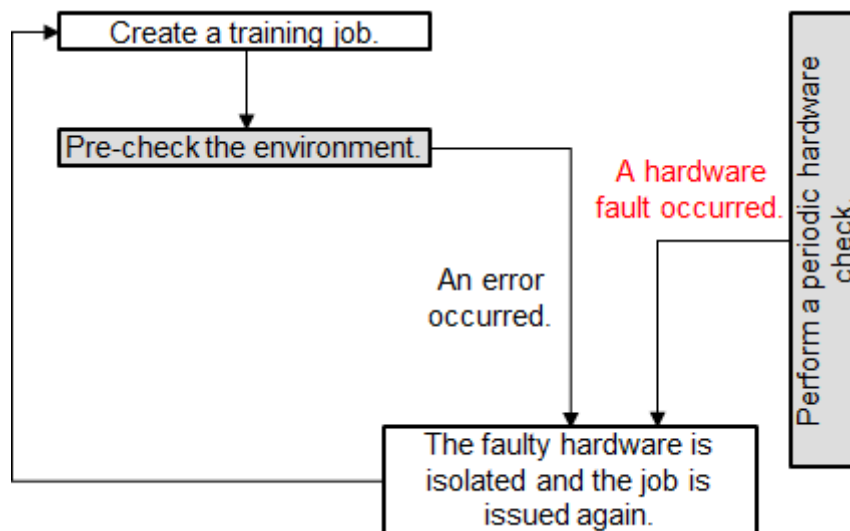 Create a training job.
Pre-check the environment.
A hardware
fault occurred.
Perform a periodic hardware
check.
An error
occurred.
The faulty hardware is
isolated and the job is
issued again.